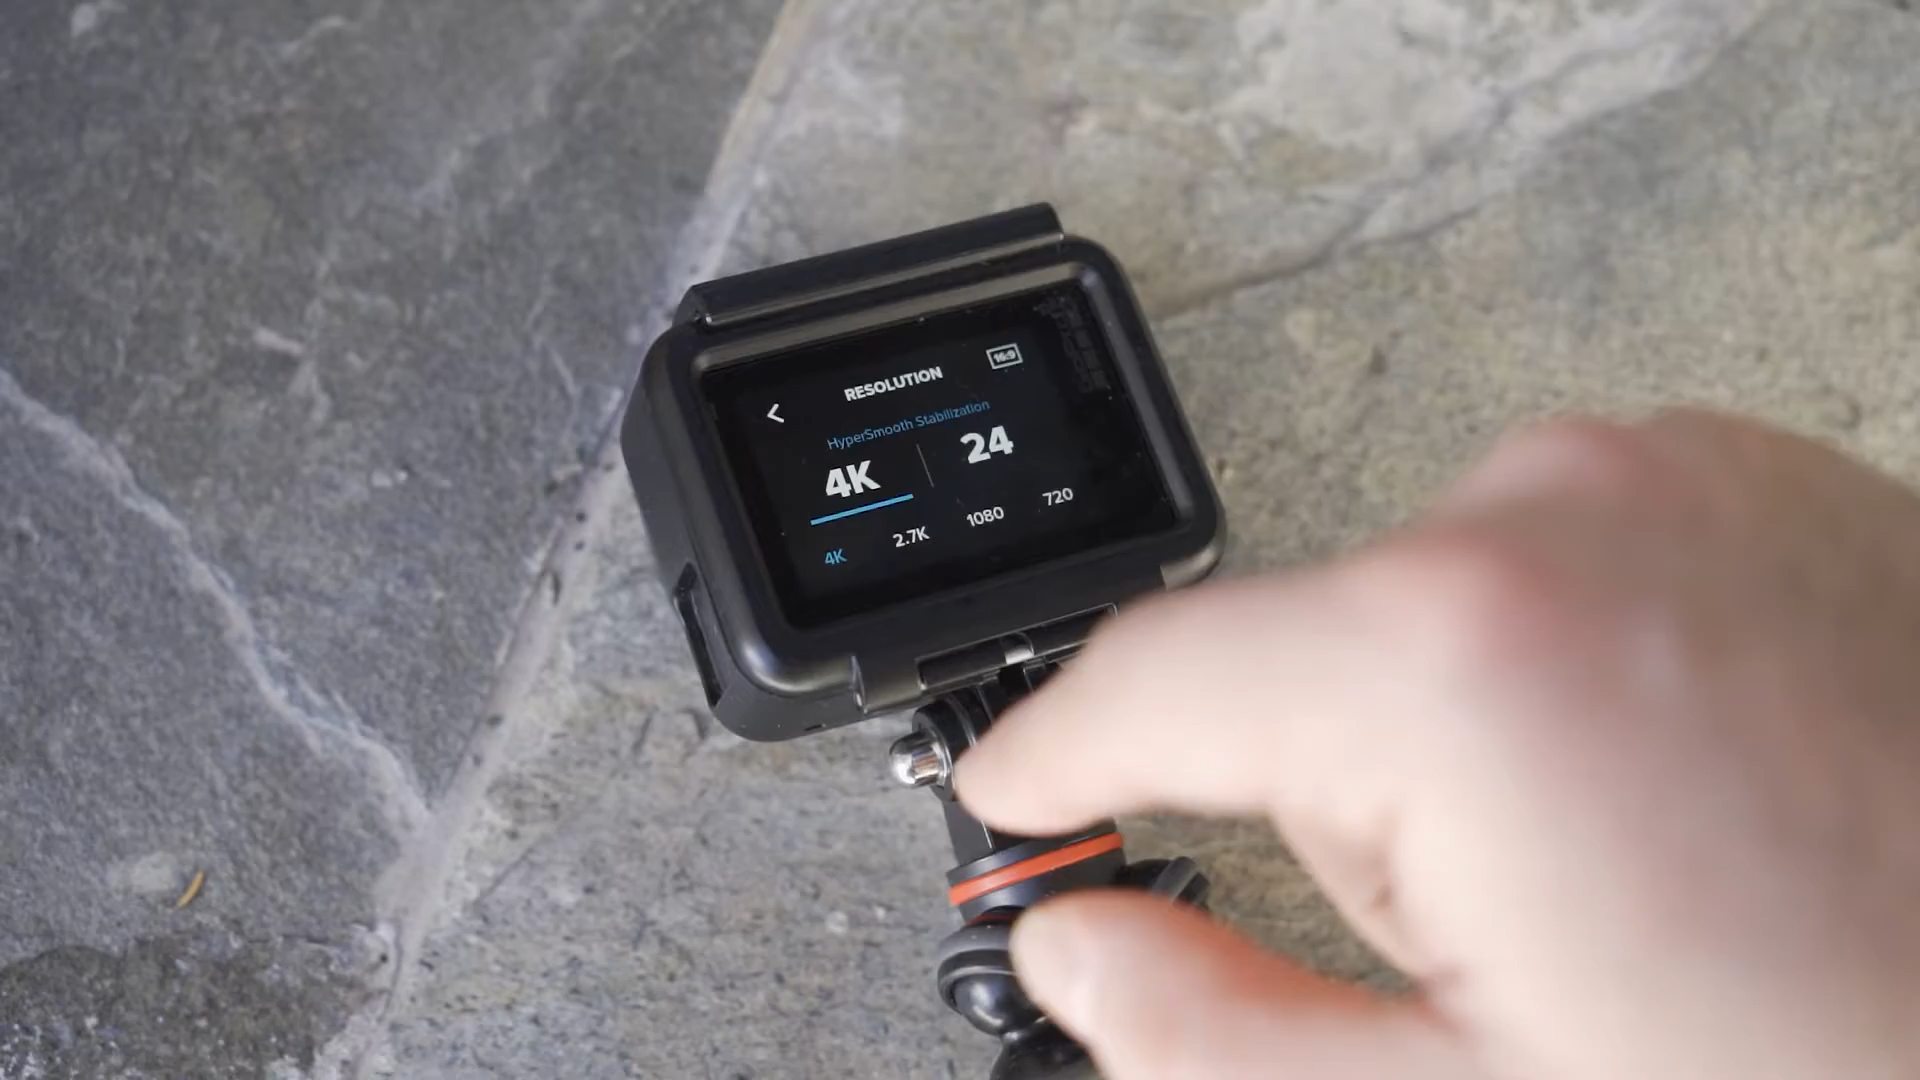 RESOLUTION
16:9
HyperSmooth Stabilization
4K
24
4K
2.7K
1080
720